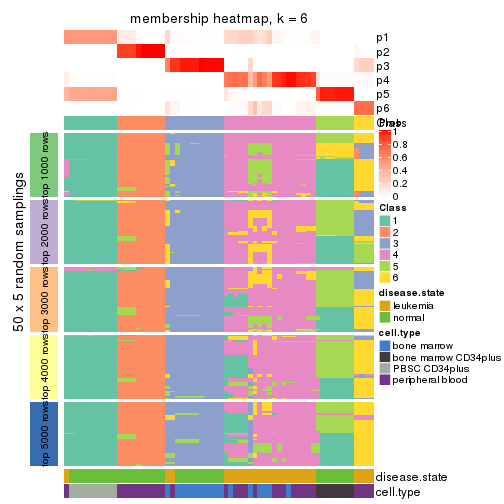 membership heatmap, k = 6
p1
p2
p3
p4
p5
p6
Class
Prob
1
0.8
0.6
0.4
0.2
0
Class
1
2
3
4
5
6
disease.state
leukemia
normal
cell.type
bone marrow
bone marrow CD34plus
PBSC CD34plus
peripheral blood
50 x 5 random samplings
top 1000 rows
top 2000 rows
top 3000 rows
top 4000 rows
top 5000 rows
disease.state
cell.type